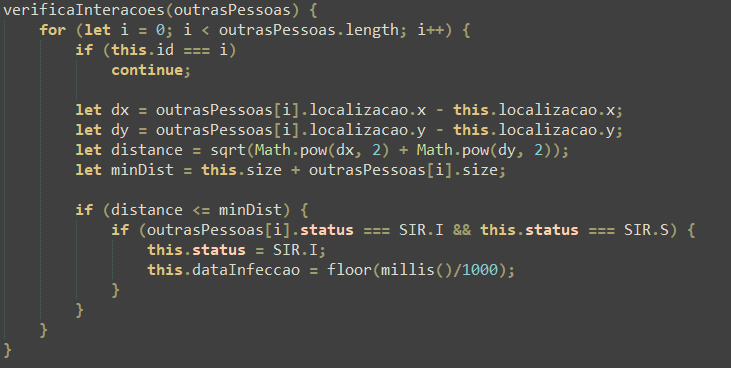 verificaInteracoes(outrasPessoas) {
    for (let i = 0; i < outrasPessoas.length; i++) {
        if (this.id === i)
            continue;

        let dx = outrasPessoas[i].localizacao.x - this.localizacao.x;
        let dy = outrasPessoas[i].localizacao.y - this.localizacao.y;
        let distance = sqrt(Math.pow(dx, 2) + Math.pow(dy, 2));
        let minDist = this.size + outrasPessoas[i].size;

        if (distance <= minDist) {
            if (outrasPessoas[i].status === SIR.I && this.status === SIR.S) {
                this.status = SIR.I;
                this.dataInfeccao = floor(millis()/1000);
            }
        }
    }
}